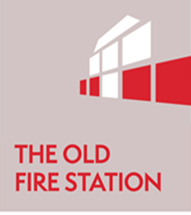 THE OLD
FIRE STATION